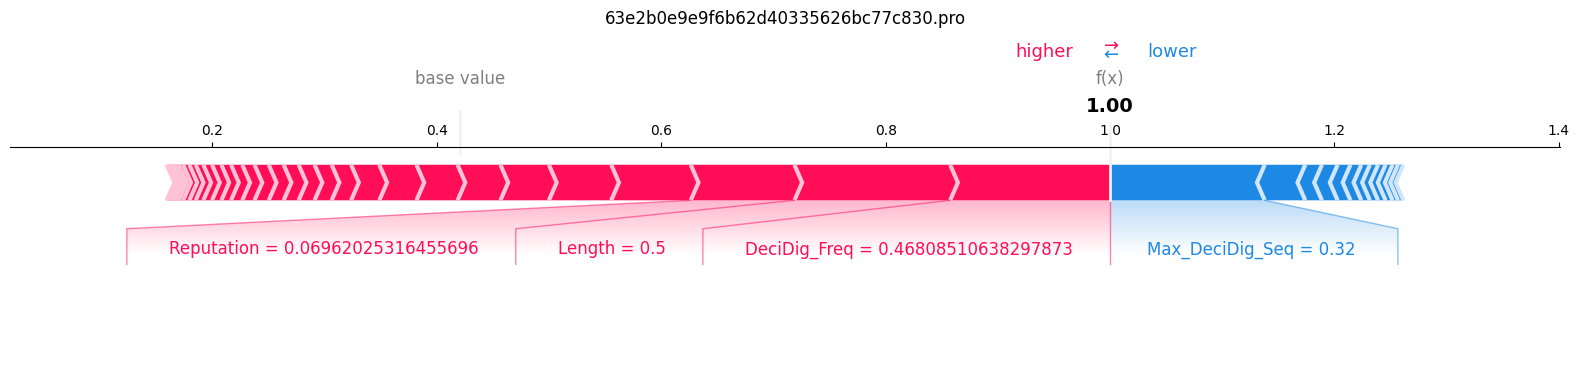 63e2b0e9e9f6b62d40335626bc77c830.pro
higher ⇄ lower
base value f(x)
1.00
0.2 0.4 0.6 0.8 1.0 1.2 1.4
Reputation = 0.06962025316455696 Length = 0.5 DeciDig_Freq = 0.46808510638297873 Max_DeciDig_Seq = 0.32